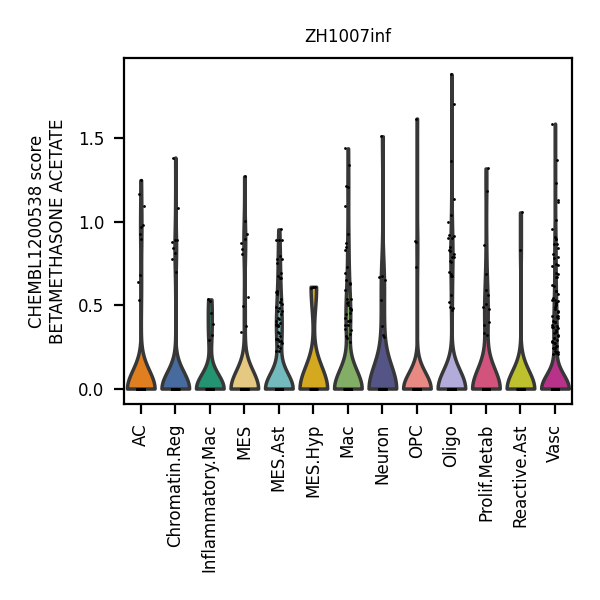 ZH1007inf
CHEMBL1200538 score
BETAMETHASONE ACETATE
1.5
1.0
0.5
0.0
AC
Chromatin.Reg
Inflammatory.Mac
MES
MES.Ast
MES.Hyp
Mac
Neuron
OPC
Oligo
Prolif.Metab
Reactive.Ast
Vasc